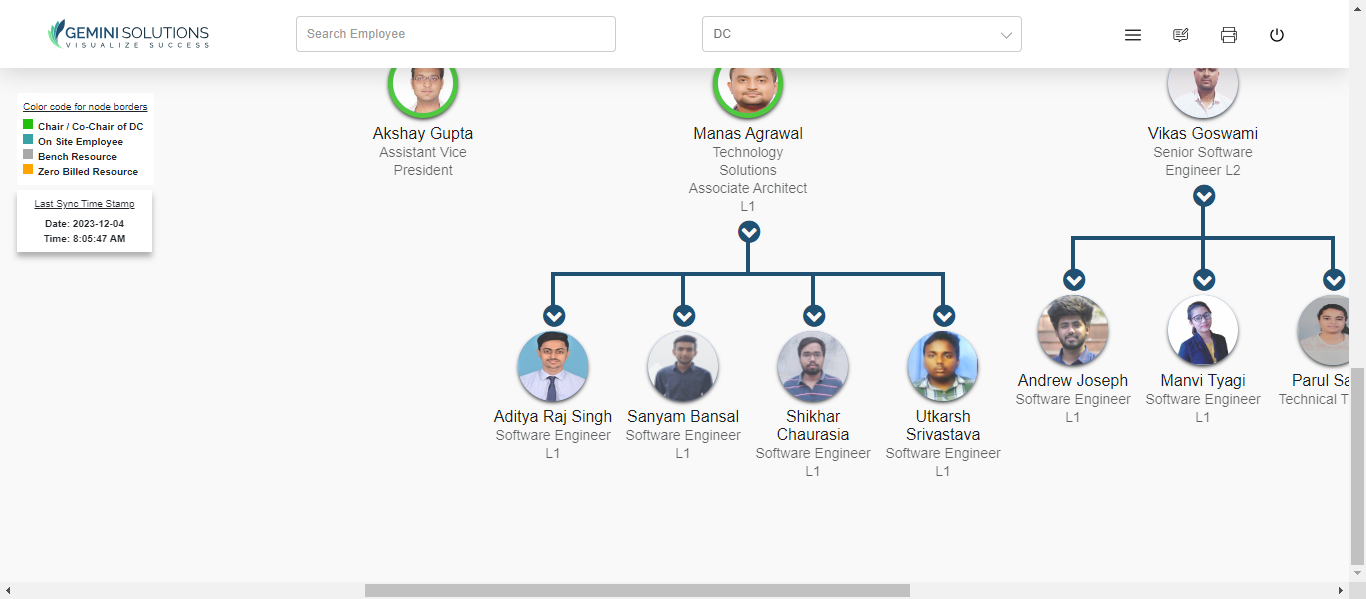 GEMINI SOLUTIONS
VISUALIZE SUCCESS
Search Employee
DC
Color code for node borders
Chair / Co-Chair of DC
On Site Employee
Bench Resource
Zero Billed Resource
Last Sync Time Stamp
Date: 2023-12-04
Time: 8:05:47 AM
Akshay Gupta
Assistant Vice
President
Manas Agrawal
Technology
Solutions
Associate Architect
L1
Vikas Goswami
Senior Software
Engineer L2
Aditya Raj Singh
Software Engineer
L1
Sanyam Bansal
Software Engineer
L1
Shikhar
Chaurasia
Software Engineer
L1
Utkarsh
Srivastava
Software Engineer
L1
Andrew Joseph
Software Engineer
L1
Manvi Tyagi
Software Engineer
L1
Parul
Technical